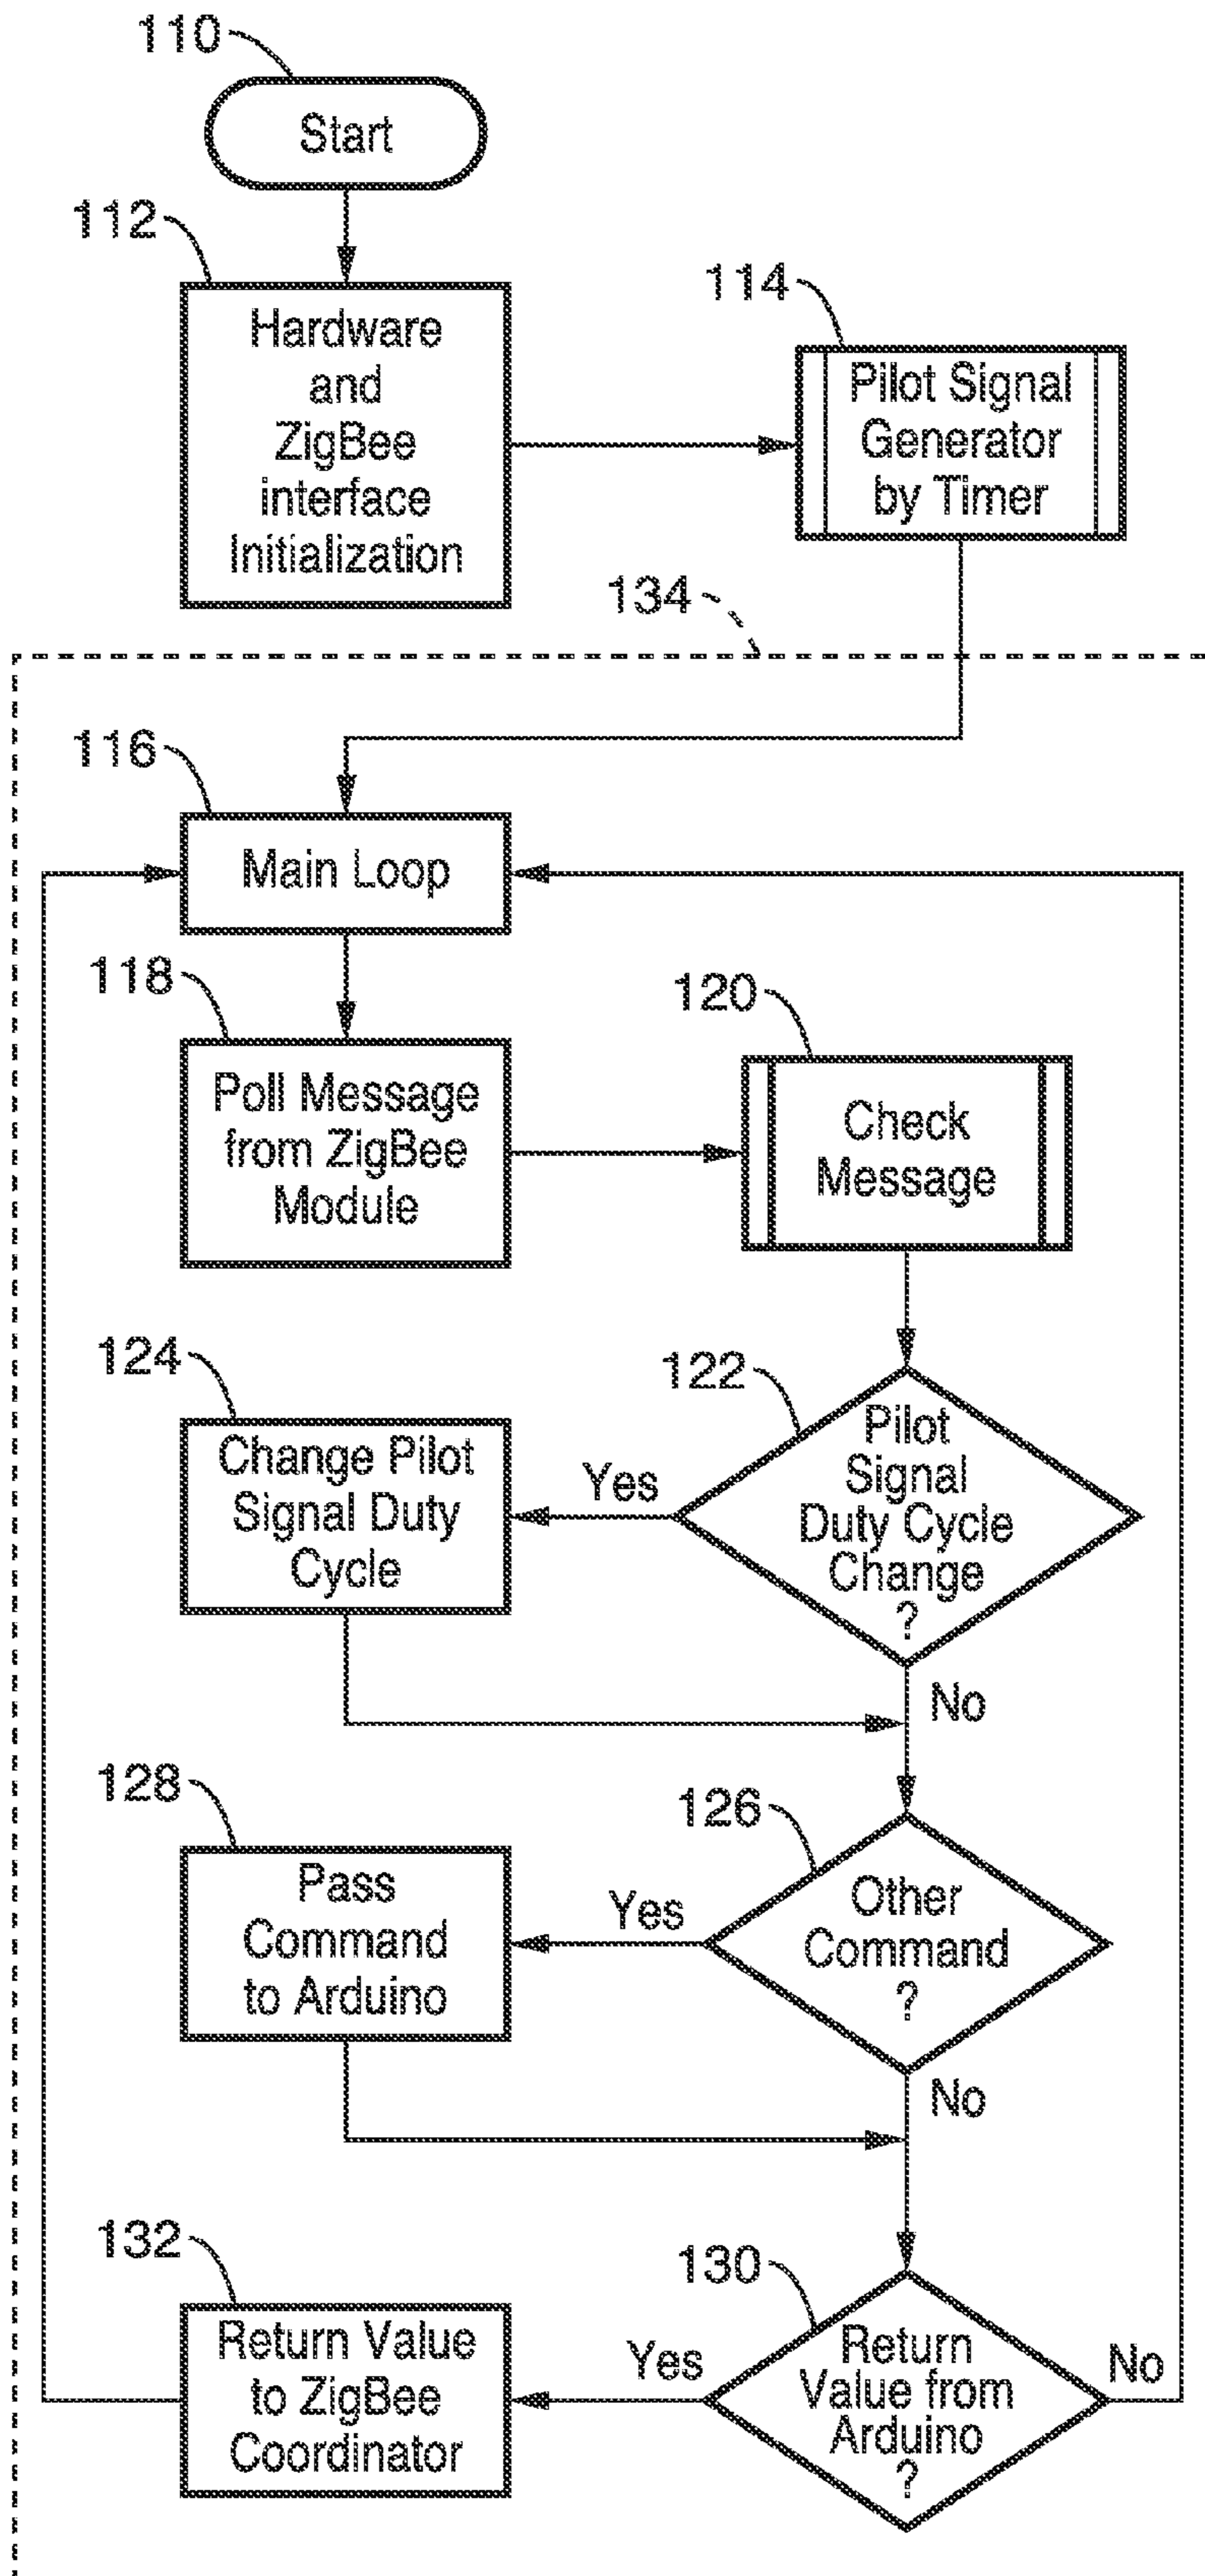 110
Start
112
Hardware
and
ZigBee
interface
Initialization
114
Pilot Signal
Generator
by Timer
134
116
Main Loop
118
Poll Message
from ZigBee
Module
120
Check
Message
122
Pilot
Signal
Duty Cycle
Change
?
Yes
124
Change Pilot
Signal Duty
Cycle
No
126
Other
Command
?
Yes
128
Pass
Command
to Arduino
No
130
Return
Value from
Arduino
?
Yes
No
132
Return Value
to ZigBee
Coordinator